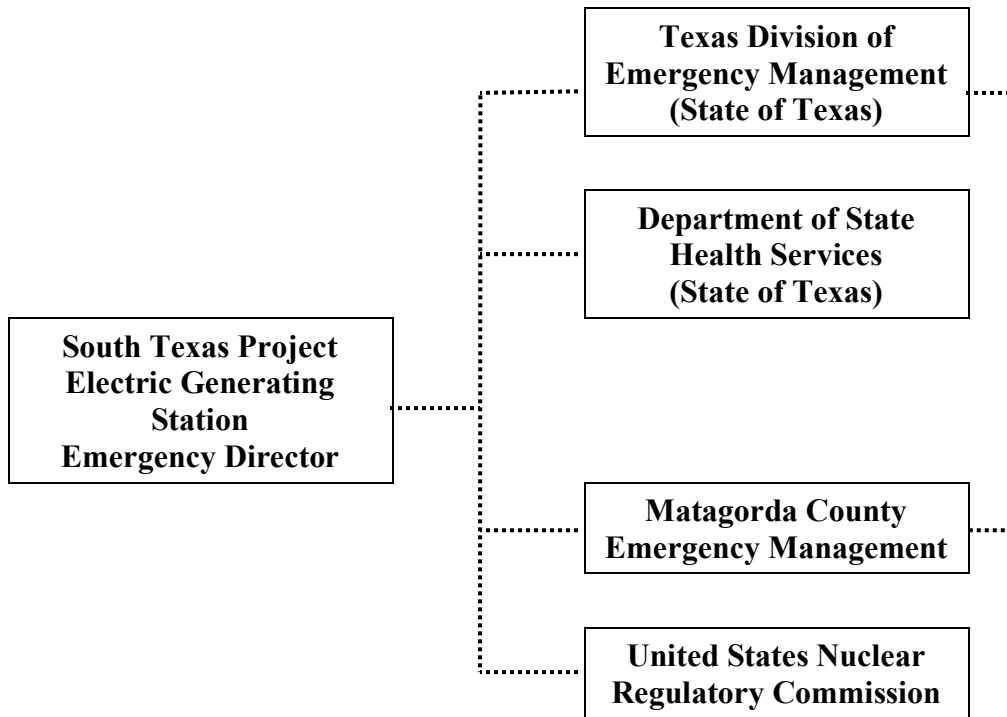 Texas Division of
Emergency Management
(State of Texas)
Department of State
Health Services
(State of Texas)
South Texas Project
Electric Generating
Station
Emergency Director
Matagorda County
Emergency Management
United States Nuclear
Regulatory Commission